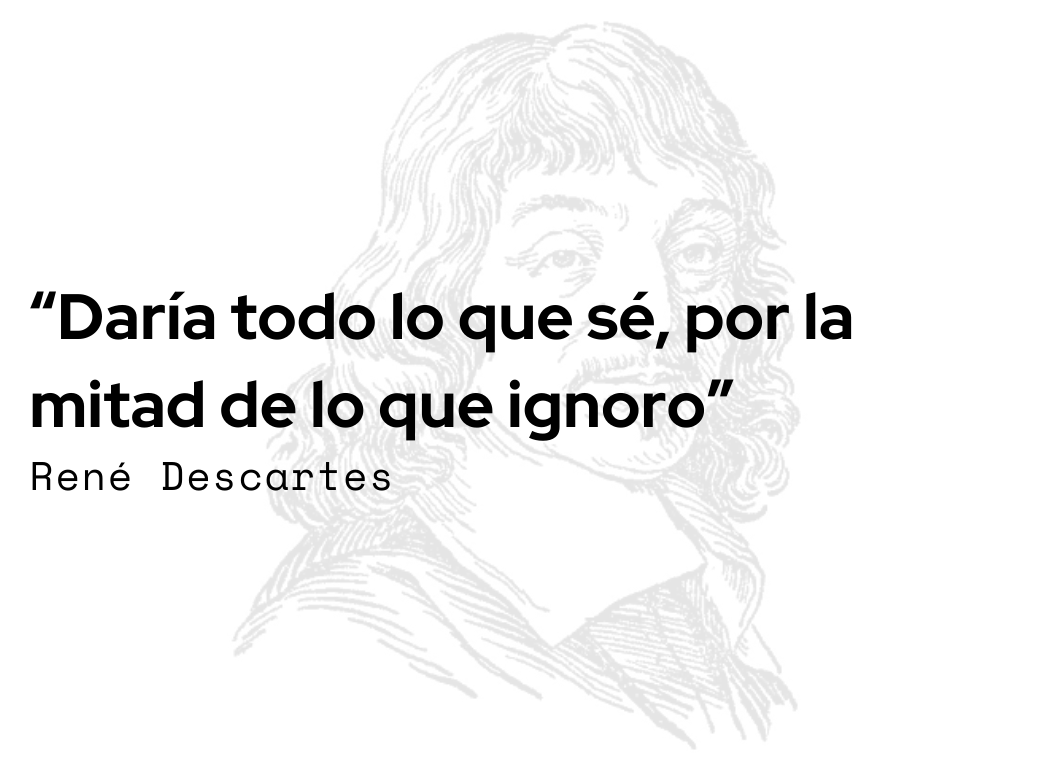 “Daría todo lo que sé, por la
mitad de lo que ignoro”
René Descartes